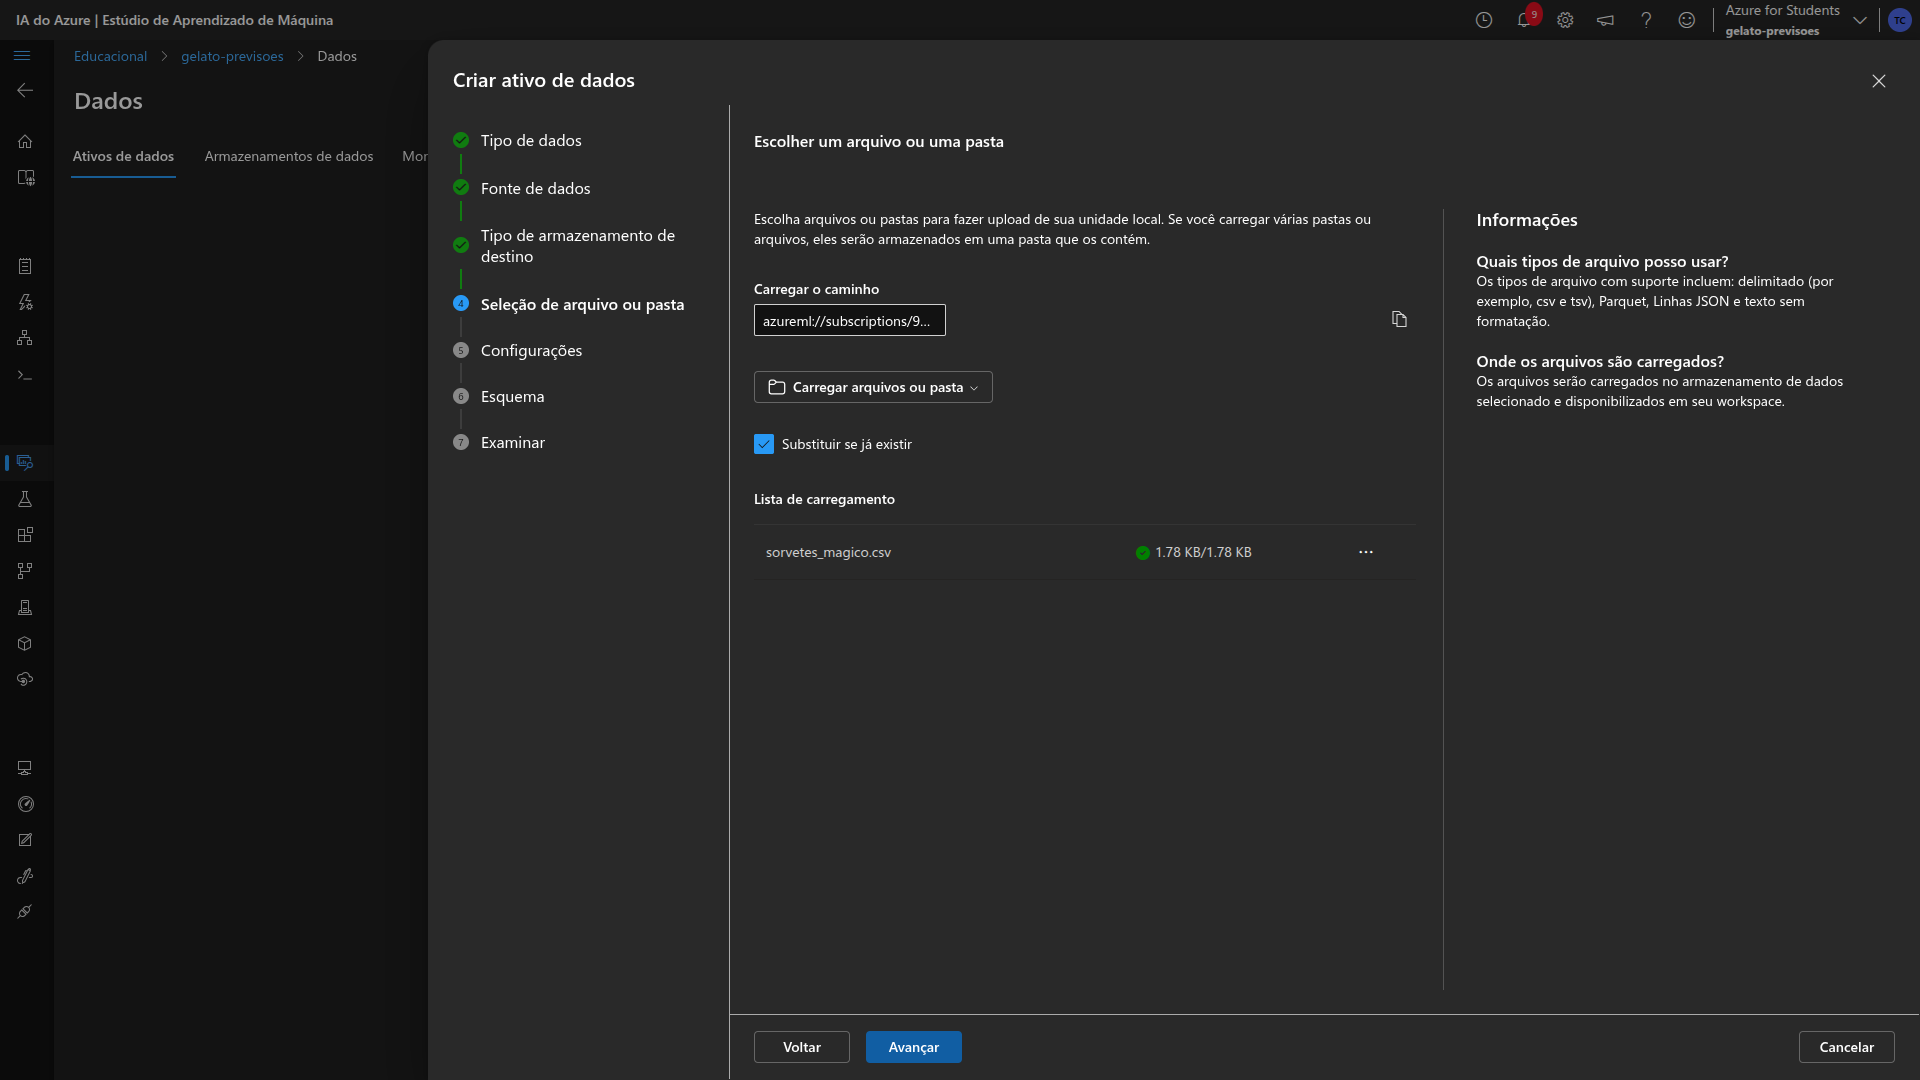 IA do Azure | Estúdio de Aprendizado de Máquina
9
Azure for Students
gelato-previsoes
TC
Educacional
gelato-previsoes
Dados
Dados
Ativos de dados
Armazenamentos de dados
Mor
Criar ativo de dados
Tipo de dados
Fonte de dados
Tipo de armazenamento de
destino
4
Seleção de arquivo ou pasta
5
Configurações
6
Esquema
7
Examinar
Escolher um arquivo ou uma pasta
Escolha arquivos ou pastas para fazer upload de sua unidade local. Se você carregar várias pastas ou
arquivos, eles serão armazenados em uma pasta que os contém.
Carregar o caminho
azureml://subscriptions/9...
Carregar arquivos ou pasta
Substituir se já existir
Lista de carregamento
sorvetes_magico.csv
1.78 KB/1.78 KB
Informações
Quais tipos de arquivo posso usar?
Os tipos de arquivo com suporte incluem: delimitado (por
exemplo, csv e tsv), Parquet, Linhas JSON e texto sem
formatação.
Onde os arquivos são carregados?
Os arquivos serão carregados no armazenamento de dados
selecionado e disponibilizados em seu workspace.
Voltar
Avançar
Cancelar